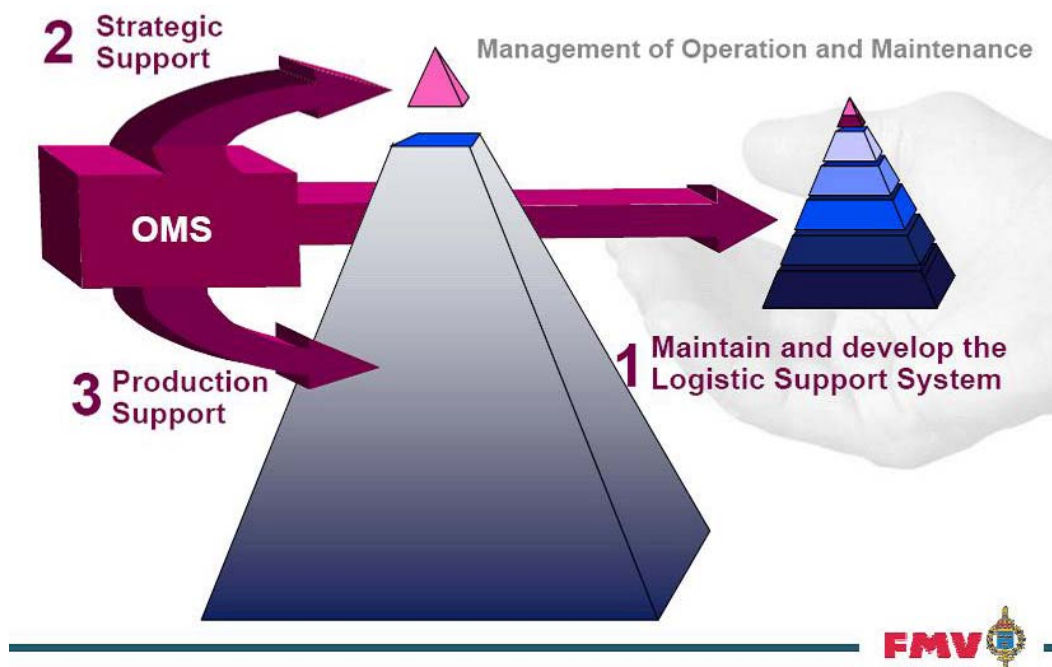 2 Strategic
Support
Management of Operation and Maintenance
OMS
1 Maintain and develop the
Logistic Support System
3 Production
Support
FMV